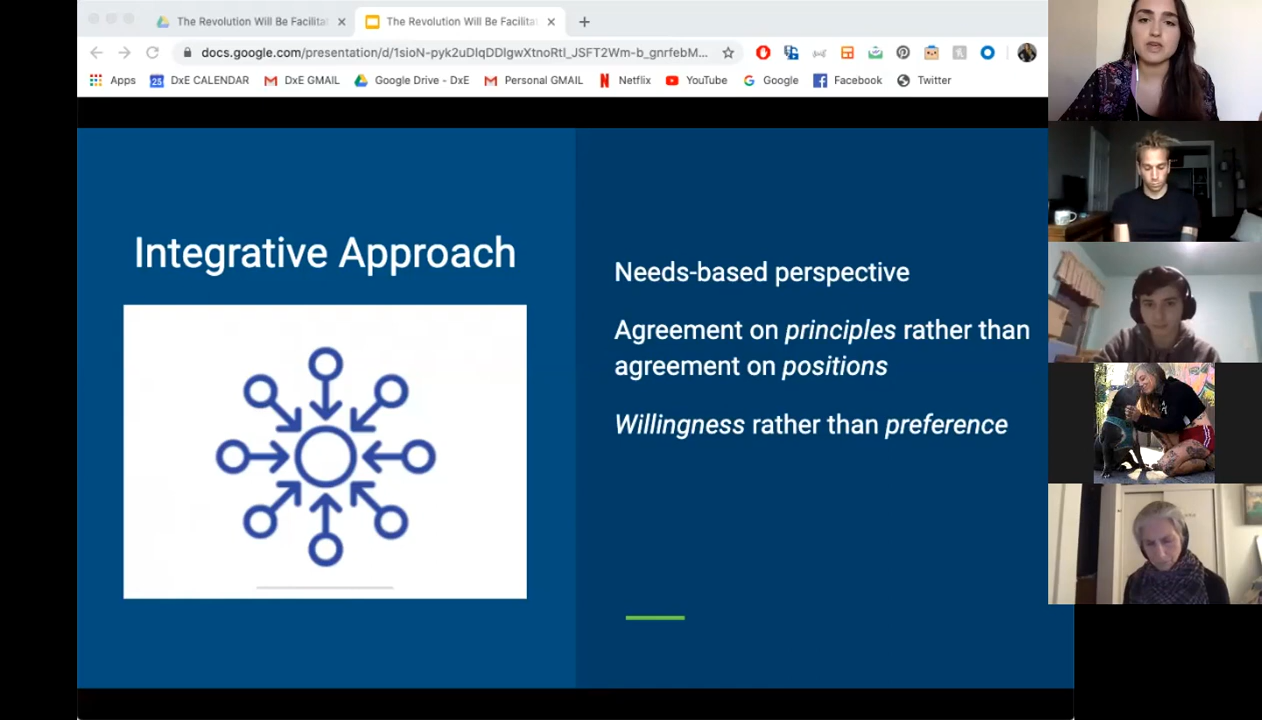 The Revolution Will Be Facilitat
The Revolution Will Be Facilitat
docs.google.com/presentation/d/1sioN-pyk2uDlqDDlgwXtnoRtl_JSFT2Wm-b_gnrfebM...
Apps
25 DxE CALENDAR
DxE GMAIL
Google Drive - DxE
Personal GMAIL
Netflix
YouTube
Google
Facebook
Twitter
Integrative Approach
Needs-based perspective
Agreement on principles rather than
agreement on positions
Willingness rather than preference